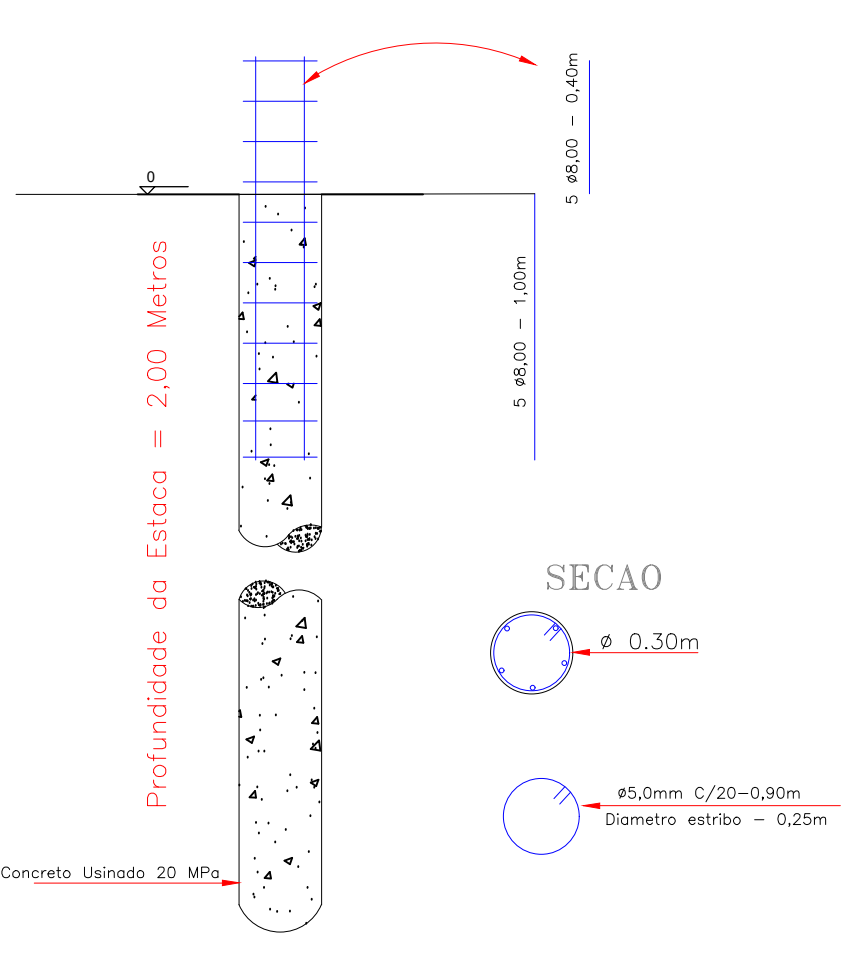 0
5 ø8,00 - 0,40m
5 ø8,00 - 1,00m
Profundidade da Estaca = 2,00 Metros
SECAO
ø 0.30m
ø5,0mm C/20-0,90m
Diametro estribo - 0,25m
Concreto Usinado 20 MPa